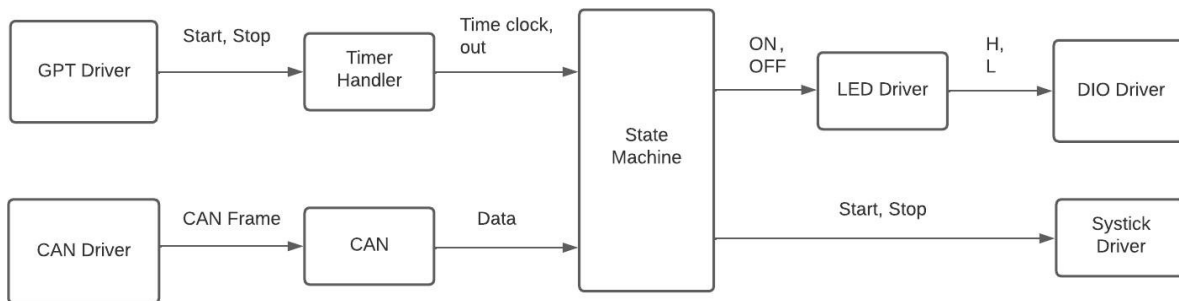 GPT Driver
Start, Stop
Timer
Handler
Time clock,
out
State
Machine
ON,
OFF
LED Driver
H,
L
DIO Driver
CAN Driver
CAN Frame
CAN
Data
Start, Stop
Systick
Driver